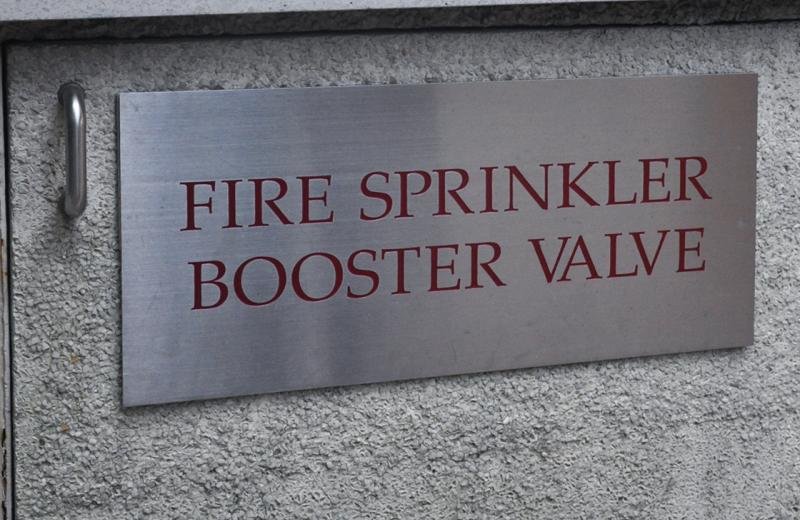 FIRE SPRINKLER
BOOSTER VALVE